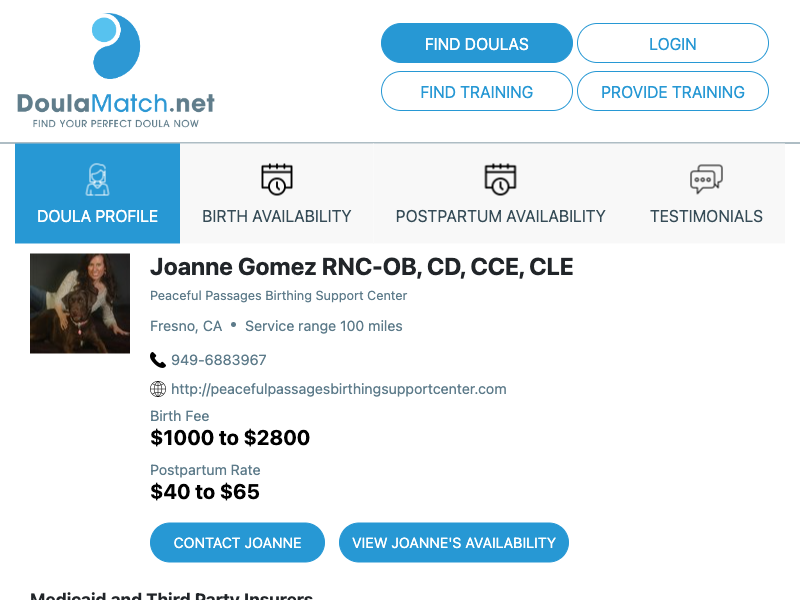 DoulaMatch.net
FIND YOUR PERFECT DOULA NOW
FIND DOULAS
LOGIN
FIND TRAINING
PROVIDE TRAINING
DOULA PROFILE
BIRTH AVAILABILITY
POSTPARTUM AVAILABILITY
TESTIMONIALS
Joanne Gomez RNC-OB, CD, CCE, CLE
Peaceful Passages Birthing Support Center
Fresno, CA • Service range 100 miles
949-6883967
http://peacefulpassagesbirthingsupportcenter.com
Birth Fee
$1000 to $2800
Postpartum Rate
$40 to $65
CONTACT JOANNE
VIEW JOANNE'S AVAILABILITY
Medicaid and Third Party Insurers